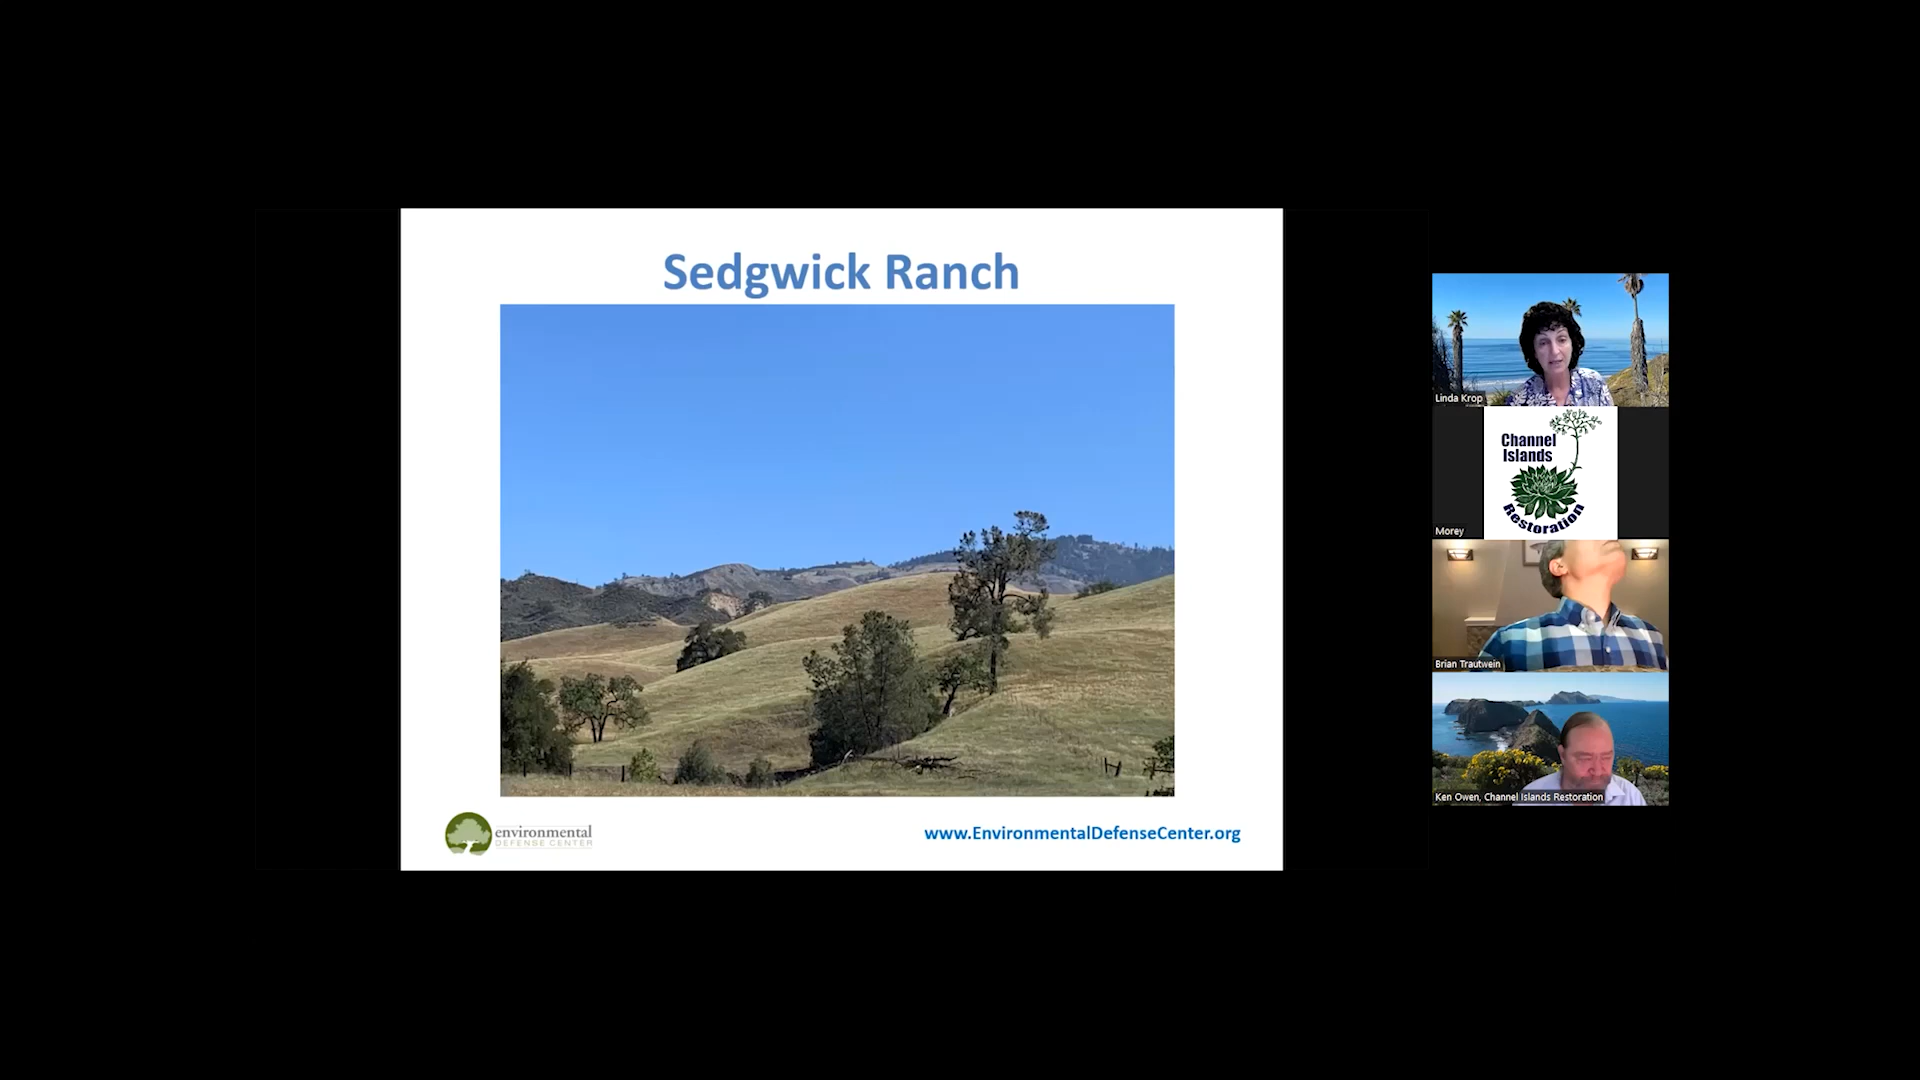 Sedgwick Ranch
environmental
DEFENSE CENTER
www.EnvironmentalDefenseCenter.org
Linda Krop
Channel
Islands
Restoration
Morey
Brian Trautwein
Ken Owen, Channel Islands Restoration